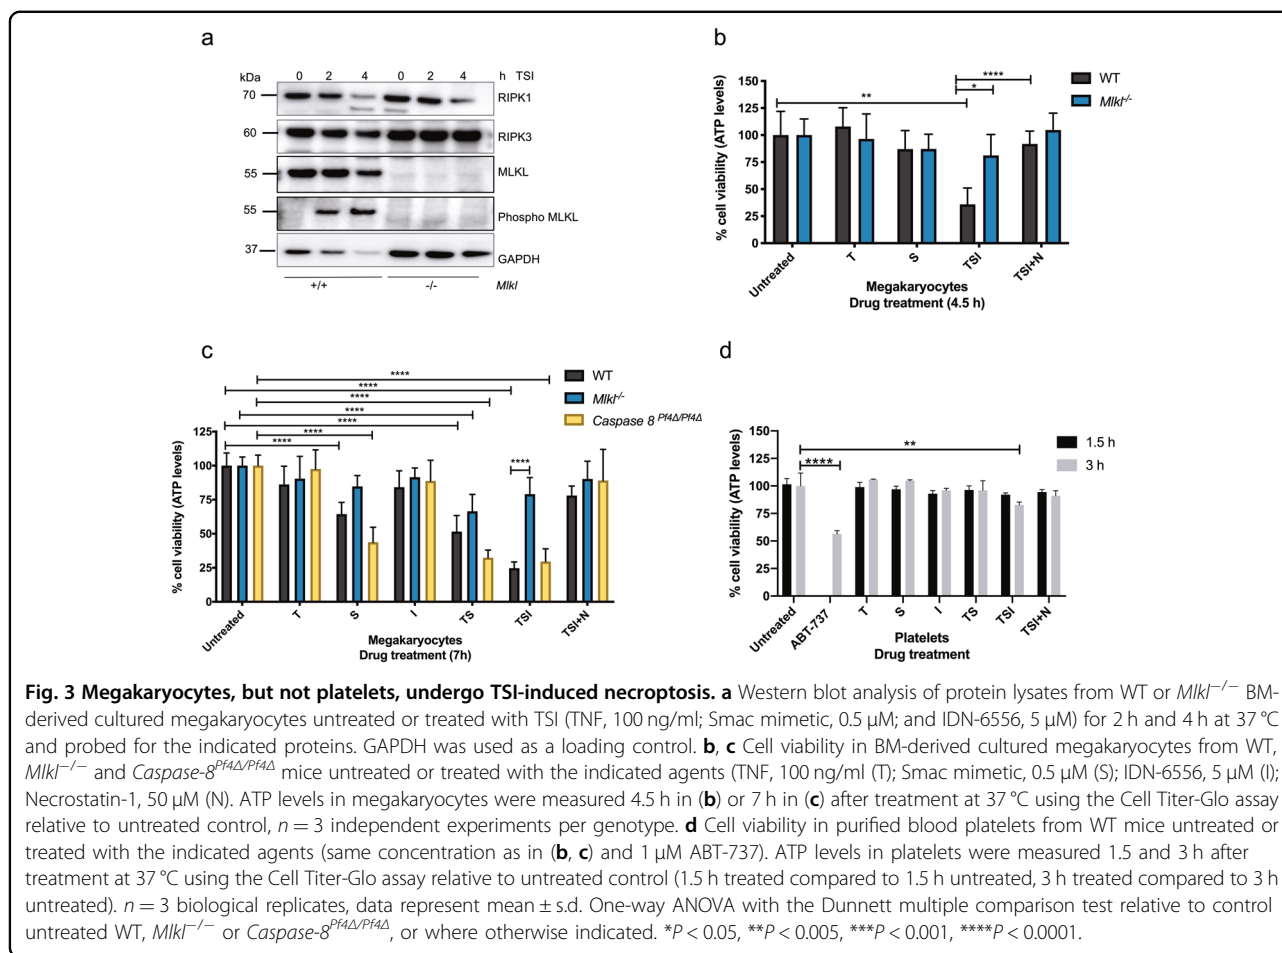 a
kDa
0 2 4 0 2 4 h TSI
70
RIPK1
60
RIPK3
55
MLKL
55
Phospho MLKL
37
GAPDH
+/+ -/- Mlkl
b
WT
Mlkl-/-
****
*
**
% cell viability (ATP levels)
150
125
100
75
50
25
0
Untreated
T
S
TSI
TSI+N
Megakaryocytes
Drug treatment (4.5 h)
c
WT
Mlkl-/-
Caspase 8 Pf4Δ/Pf4Δ
****
****
****
****
****
****
****
****
% cell viability (ATP levels)
125
100
75
50
25
0
Untreated
T
S
I
TS
TSI
TSI+N
Megakaryocytes
Drug treatment (7h)
d
1.5 h
3 h
**
****
% cell viability (ATP levels)
150
125
100
75
50
25
0
Untreated
ABT-737
T
S
I
TS
TSI
TSI+N
Platelets
Drug treatment
Fig. 3 Megakaryocytes, but not platelets, undergo TSI-induced necroptosis. a Western blot analysis of protein lysates from WT or Mlkl−/− BM-
derived cultured megakaryocytes untreated or treated with TSI (TNF, 100 ng/ml; Smac mimetic, 0.5 µM; and IDN-6556, 5 µM) for 2 h and 4 h at 37 °C
and probed for the indicated proteins. GAPDH was used as a loading control. b, c Cell viability in BM-derived cultured megakaryocytes from WT,
Mlkl−/− and Caspase-8Pf4Δ/Pf4Δ mice untreated or treated with the indicated agents (TNF, 100 ng/ml (T); Smac mimetic, 0.5 µM (S); IDN-6556, 5 µM (I);
Necrostatin-1, 50 µM (N). ATP levels in megakaryocytes were measured 4.5 h in (b) or 7 h in (c) after treatment at 37 °C using the Cell Titer-Glo assay
relative to untreated control, n = 3 independent experiments per genotype. d Cell viability in purified blood platelets from WT mice untreated or
treated with the indicated agents (same concentration as in (b, c) and 1 µM ABT-737). ATP levels in platelets were measured 1.5 and 3 h after
treatment at 37 °C using the Cell Titer-Glo assay relative to untreated control (1.5 h treated compared to 1.5 h untreated, 3 h treated compared to 3 h
untreated). n = 3 biological replicates, data represent mean ± s.d. One-way ANOVA with the Dunnett multiple comparison test relative to control
untreated WT, Mlkl−/− or Caspase-8Pf4Δ/Pf4Δ, or where otherwise indicated. *P < 0.05, **P < 0.005, ***P < 0.001, ****P < 0.0001.